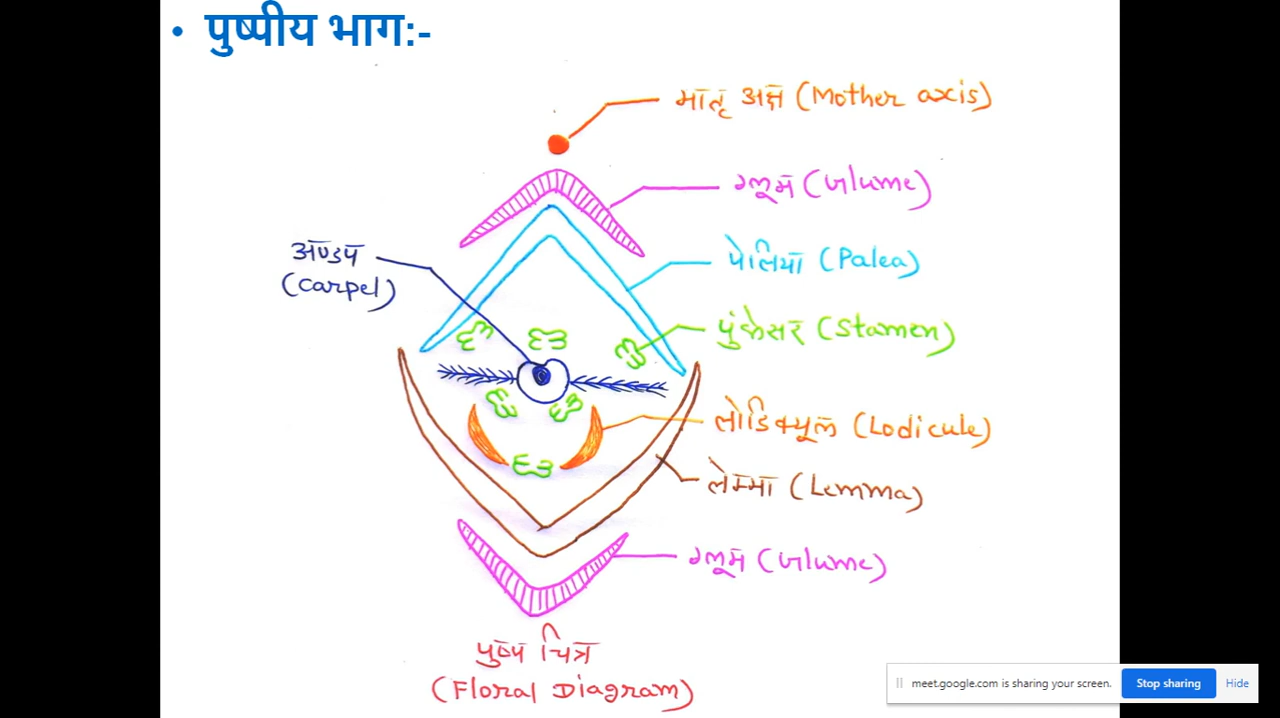 • पुष्पीय भाग:-
मातृ अक्ष (Mother axis)
ग्लूम (Glume)
अण्डप
(Carpel)
पेलिया (Palea)
पुंकेसर (Stamen)
लोडिक्यूल (Lodicule)
लेम्मा (Lemma)
ग्लूम (Glume)
पुष्प चित्र
(Floral Diagram)
meet.google.com is sharing your screen.
Stop sharing
Hide